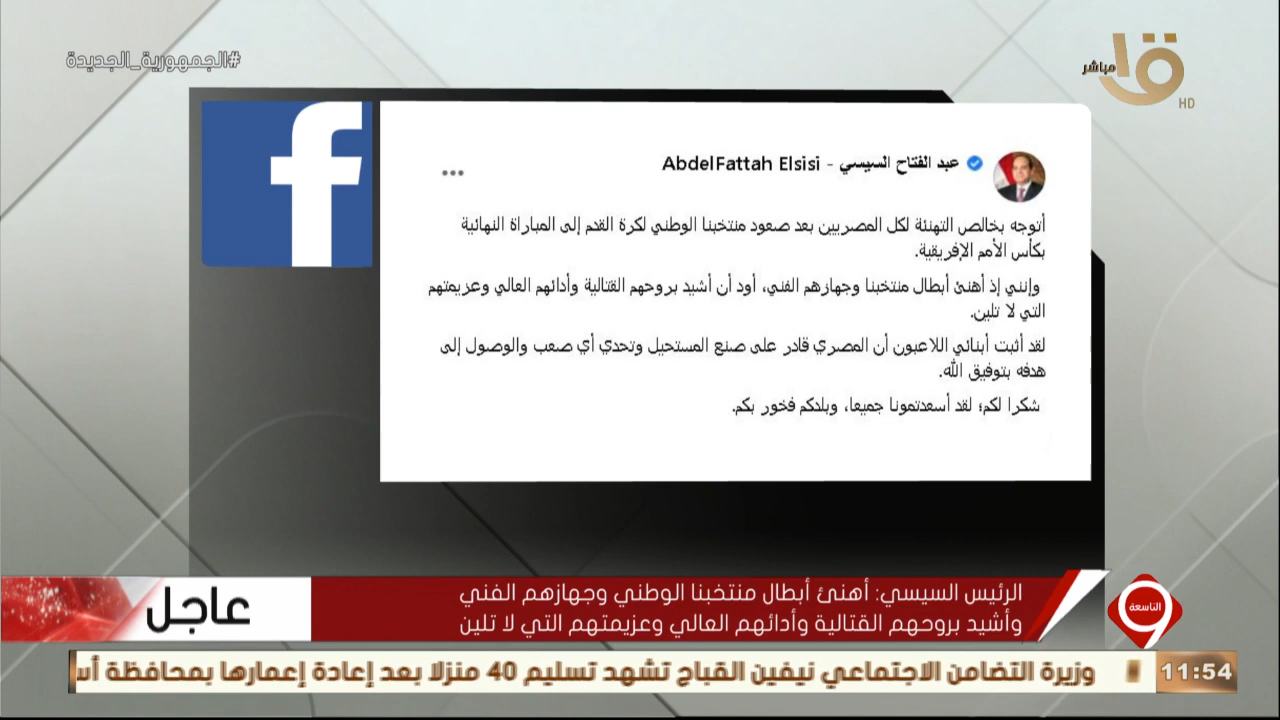 #الجمهورية_الجديدة
مباشر
HD
عبد الفتاح السيسي - AbdelFattah Elsisi
أتوجه بخالص التهنئة لكل المصريين بعد صعود منتخبنا الوطني لكرة القدم إلى المباراة النهائية
بكأس الأمم الإفريقية.
وإنني إذ أهنئ أبطال منتخبنا وجهازهم الفني، أود أن أشيد بروحهم القتالية وأدائهم العالي وعزيمتهم
التي لا تلين.
لقد أثبت أبنائي اللاعبون أن المصري قادر على صنع المستحيل وتحدي أي صعب والوصول إلى
هدفه بتوفيق الله.
شكرا لكم؛ لقد أسعدتمونا جميعا، وبلدكم فخور بكم.
عاجل
الرئيس السيسي: أهنئ أبطال منتخبنا الوطني وجهازهم الفني
وأشيد بروحهم القتالية وأدائهم العالي وعزيمتهم التي لا تلين
التاسعة
9
وزيرة التضامن الاجتماعي نيفين القباج تشهد تسليم 40 منزلا بعد إعادة إعمارها بمحافظة أس
11:54